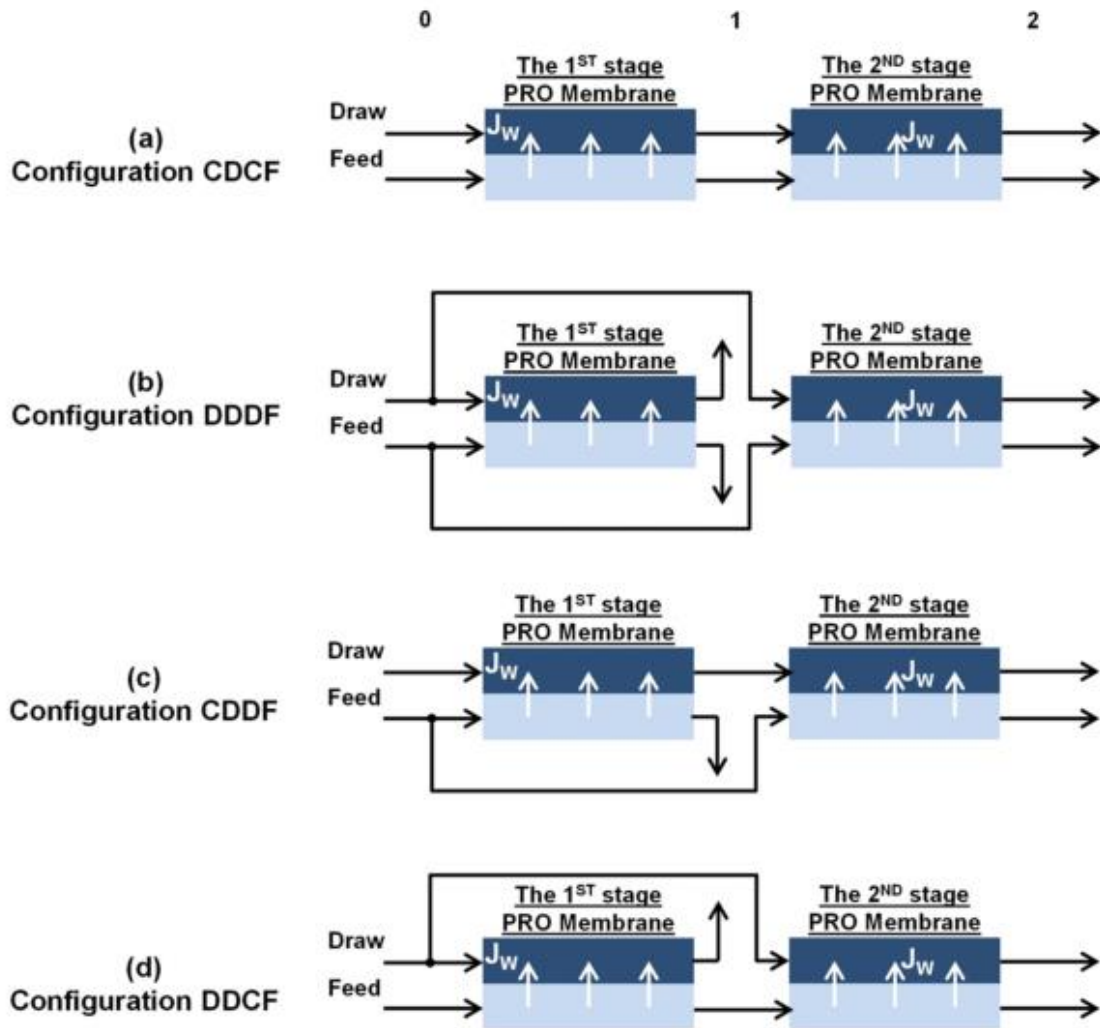 0 1 2
The 1ST stage The 2ND stage
PRO Membrane PRO Membrane
Draw
JW JW
(a)
Feed
Configuration CDCF
The 1ST stage The 2ND stage
PRO Membrane PRO Membrane
(b)
Draw
JW JW
Configuration DDDF
Feed
The 1ST stage The 2ND stage
PRO Membrane PRO Membrane
Draw
JW JW
(c)
Feed
Configuration CDDF
The 1ST stage The 2ND stage
PRO Membrane PRO Membrane
Draw
JW JW
(d)
Feed
Configuration DDCF